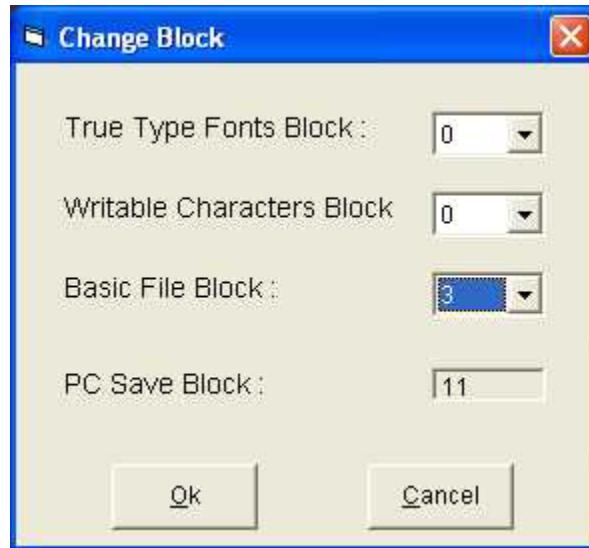 Change Block
True Type Fonts Block : 0
Writable Characters Block 0
Basic File Block : 3
PC Save Block : 11
Ok Cancel